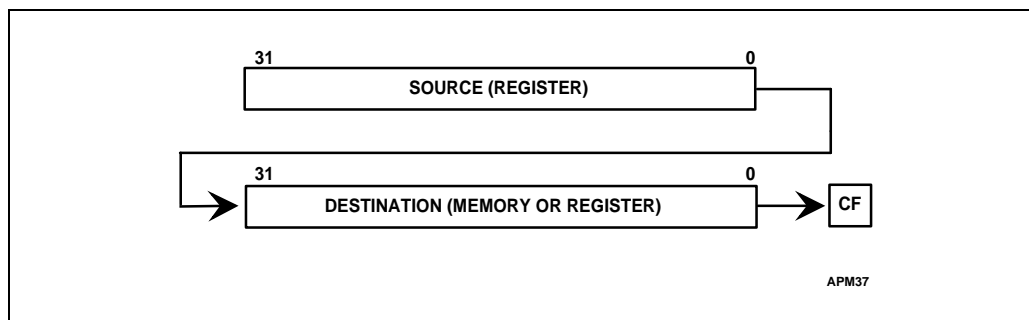 31 0
SOURCE (REGISTER)
31 0
DESTINATION (MEMORY OR REGISTER) CF
APM37